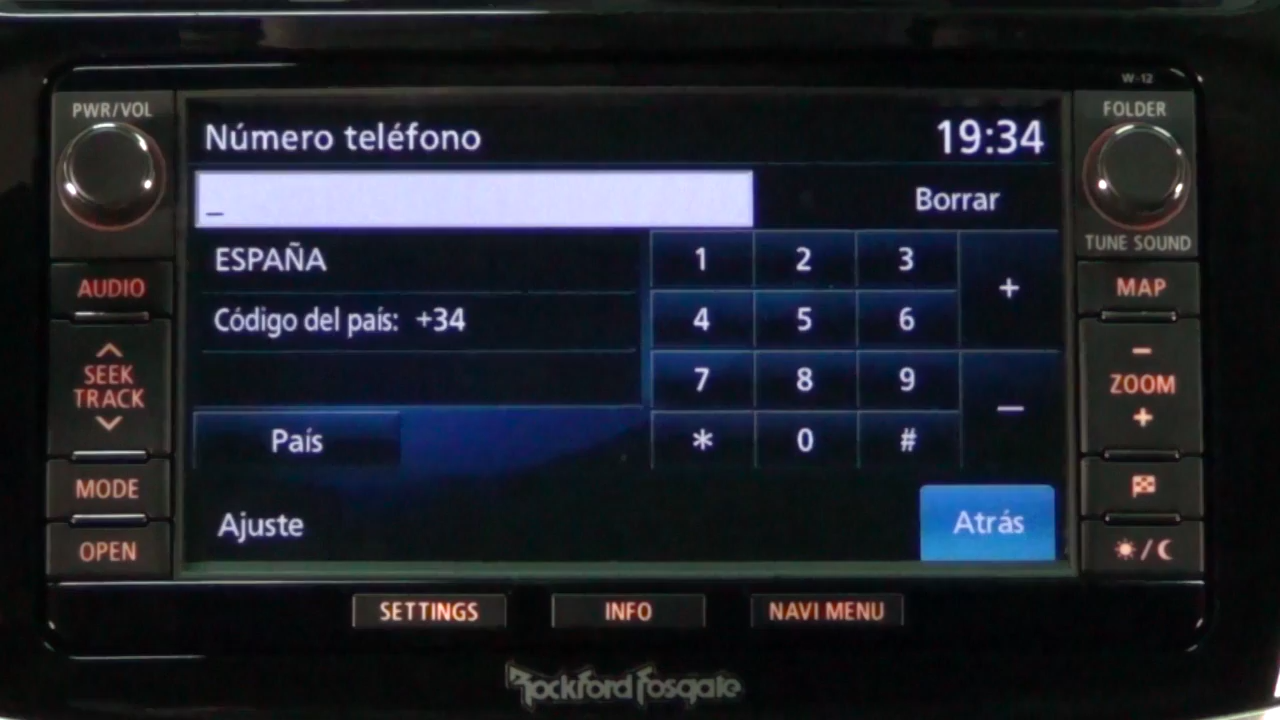 W-12
PWR/VOL
FOLDER
Número teléfono 19:34
_
Borrar
TUNE SOUND
ESPAÑA
1 2 3 +
AUDIO
MAP
Código del país: +34
4 5 6
SEEK
TRACK
7 8 9 −
− ZOOM +
País
* 0 #
MODE
Ajuste
Atrás
OPEN
SETTINGS INFO NAVI MENU
Rockford Fosgate